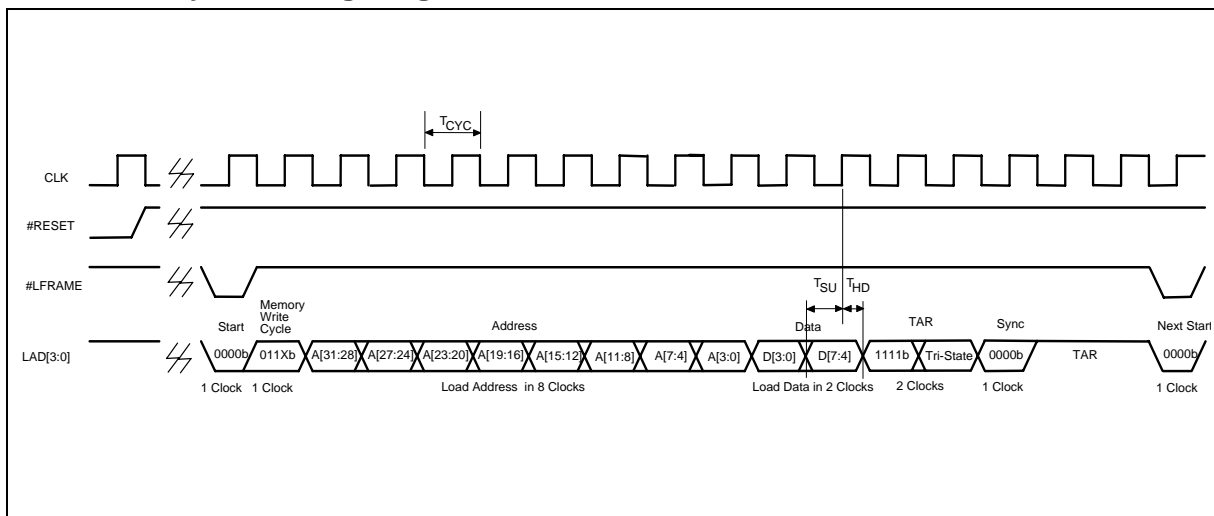 T CYC
CLK
#RESET
#LFRAME
T SU T HD
Start
Memory
Write
Cycle
Address
Data
TAR
Sync
Next Start
LAD[3:0]
0000b 011Xb A[31:28] A[27:24] A[23:20] A[19:16] A[15:12] A[11:8] A[7:4] A[3:0] D[3:0] D[7:4] 1111b Tri-State 0000b TAR 0000b
1 Clock 1 Clock Load Address in 8 Clocks Load Data in 2 Clocks 2 Clocks 1 Clock 1 Clock